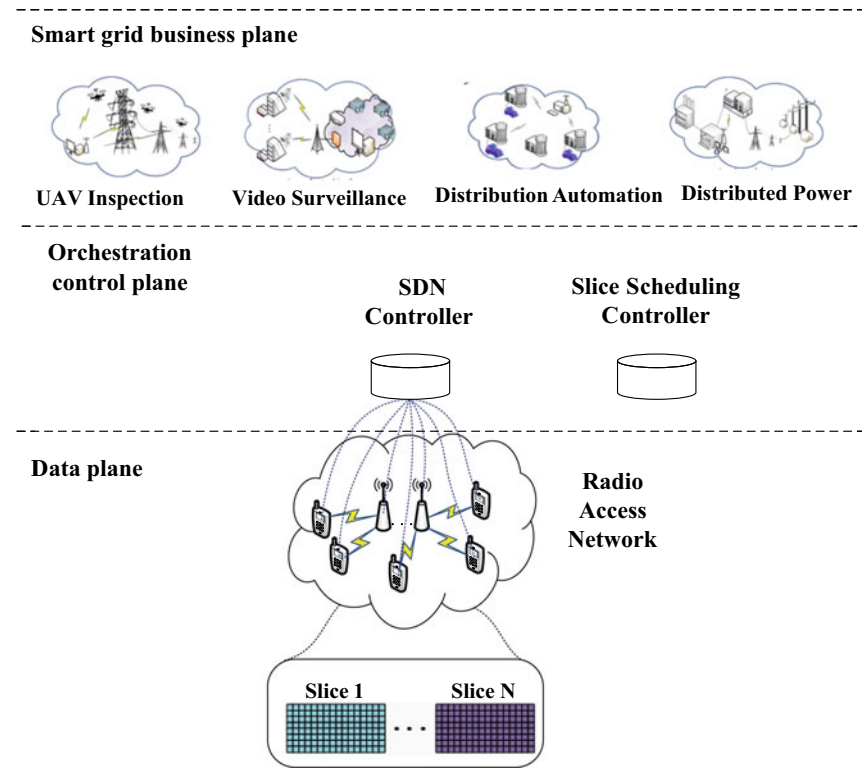 Smart grid business plane
UAV Inspection
Video Surveillance
Distribution Automation
Distributed Power
Orchestration
control plane
SDN
Controller
Slice Scheduling
Controller
Data plane
Radio
Access
Network
Slice 1
Slice N